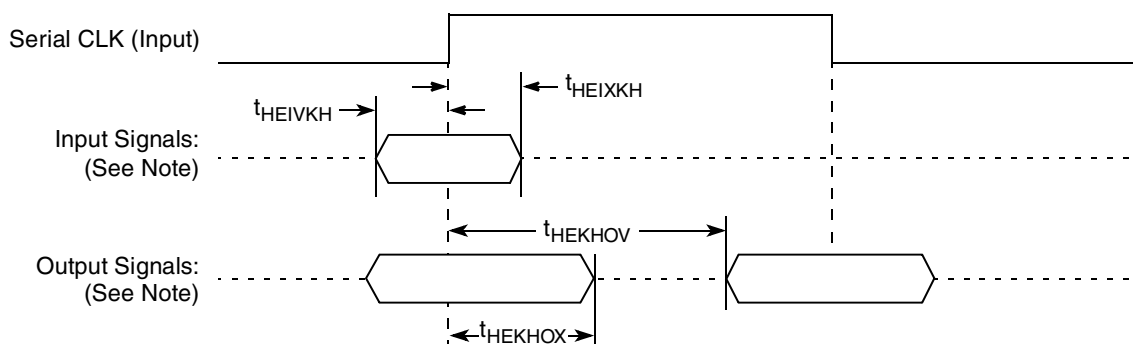 Serial CLK (Input)
tHEIXKH
tHEIVKH
Input Signals:
(See Note)
tHEKHOV
Output Signals:
(See Note)
tHEKHOX